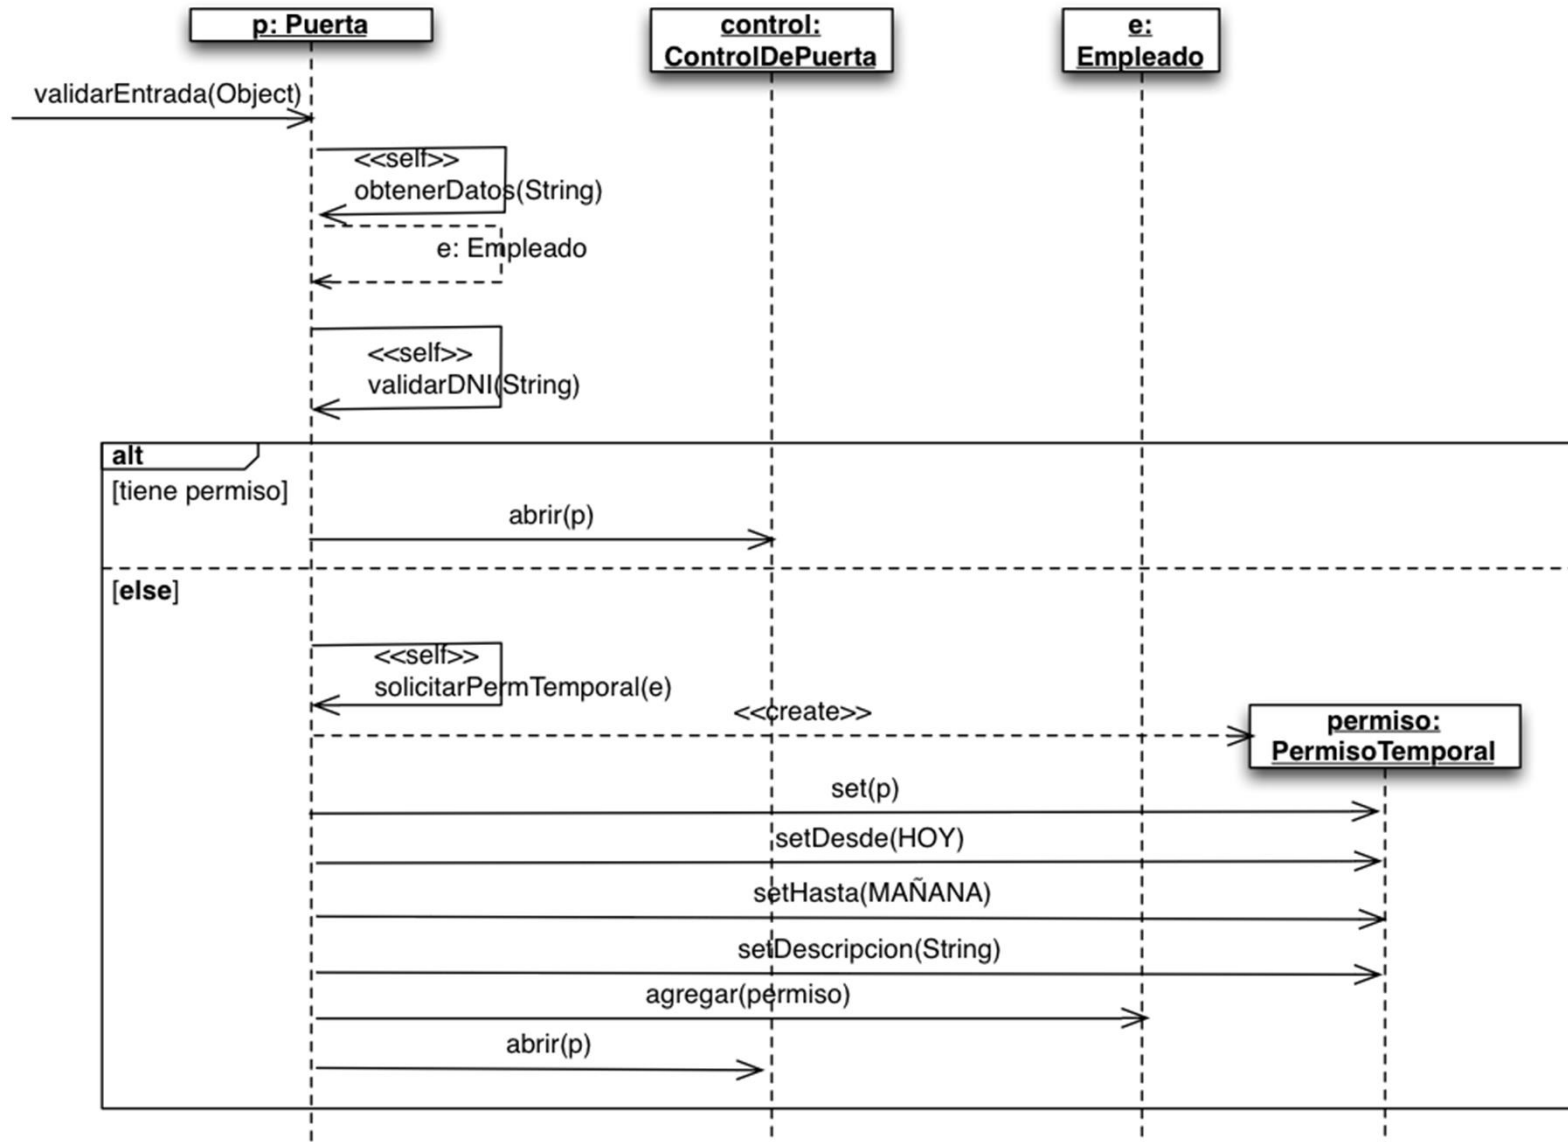 p: Puerta
control:
ControlDePuerta
e:
Empleado
validarEntrada(Object)
<<self>>
obtenerDatos(String)
e: Empleado
<<self>>
validarDNI(String)
alt
[tiene permiso]
abrir(p)
[else]
<<self>>
solicitarPermTemporal(e)
<<create>>
permiso:
PermisoTemporal
set(p)
setDesde(HOY)
setHasta(MAÑANA)
setDescripcion(String)
agregar(permiso)
abrir(p)